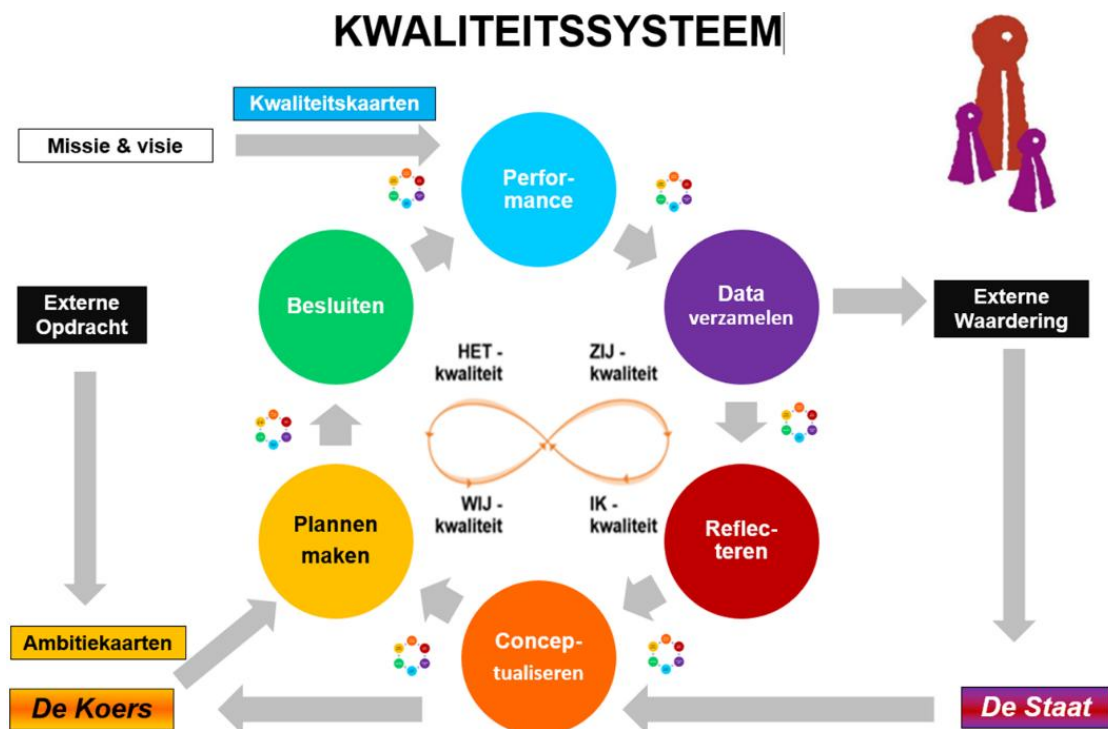 KWALITEITSSYSTEEM
Kwaliteitskaarten
Missie & visie
Perfor-
mance
Besluiten
Data
verzamelen
Externe
Opdracht
Externe
Waardering
HET -
kwaliteit
ZIJ -
kwaliteit
WIJ -
kwaliteit
IK -
kwaliteit
Plannen
maken
Reflec-
teren
Concep-
tualiseren
Ambitiekaarten
De Koers
De Staat